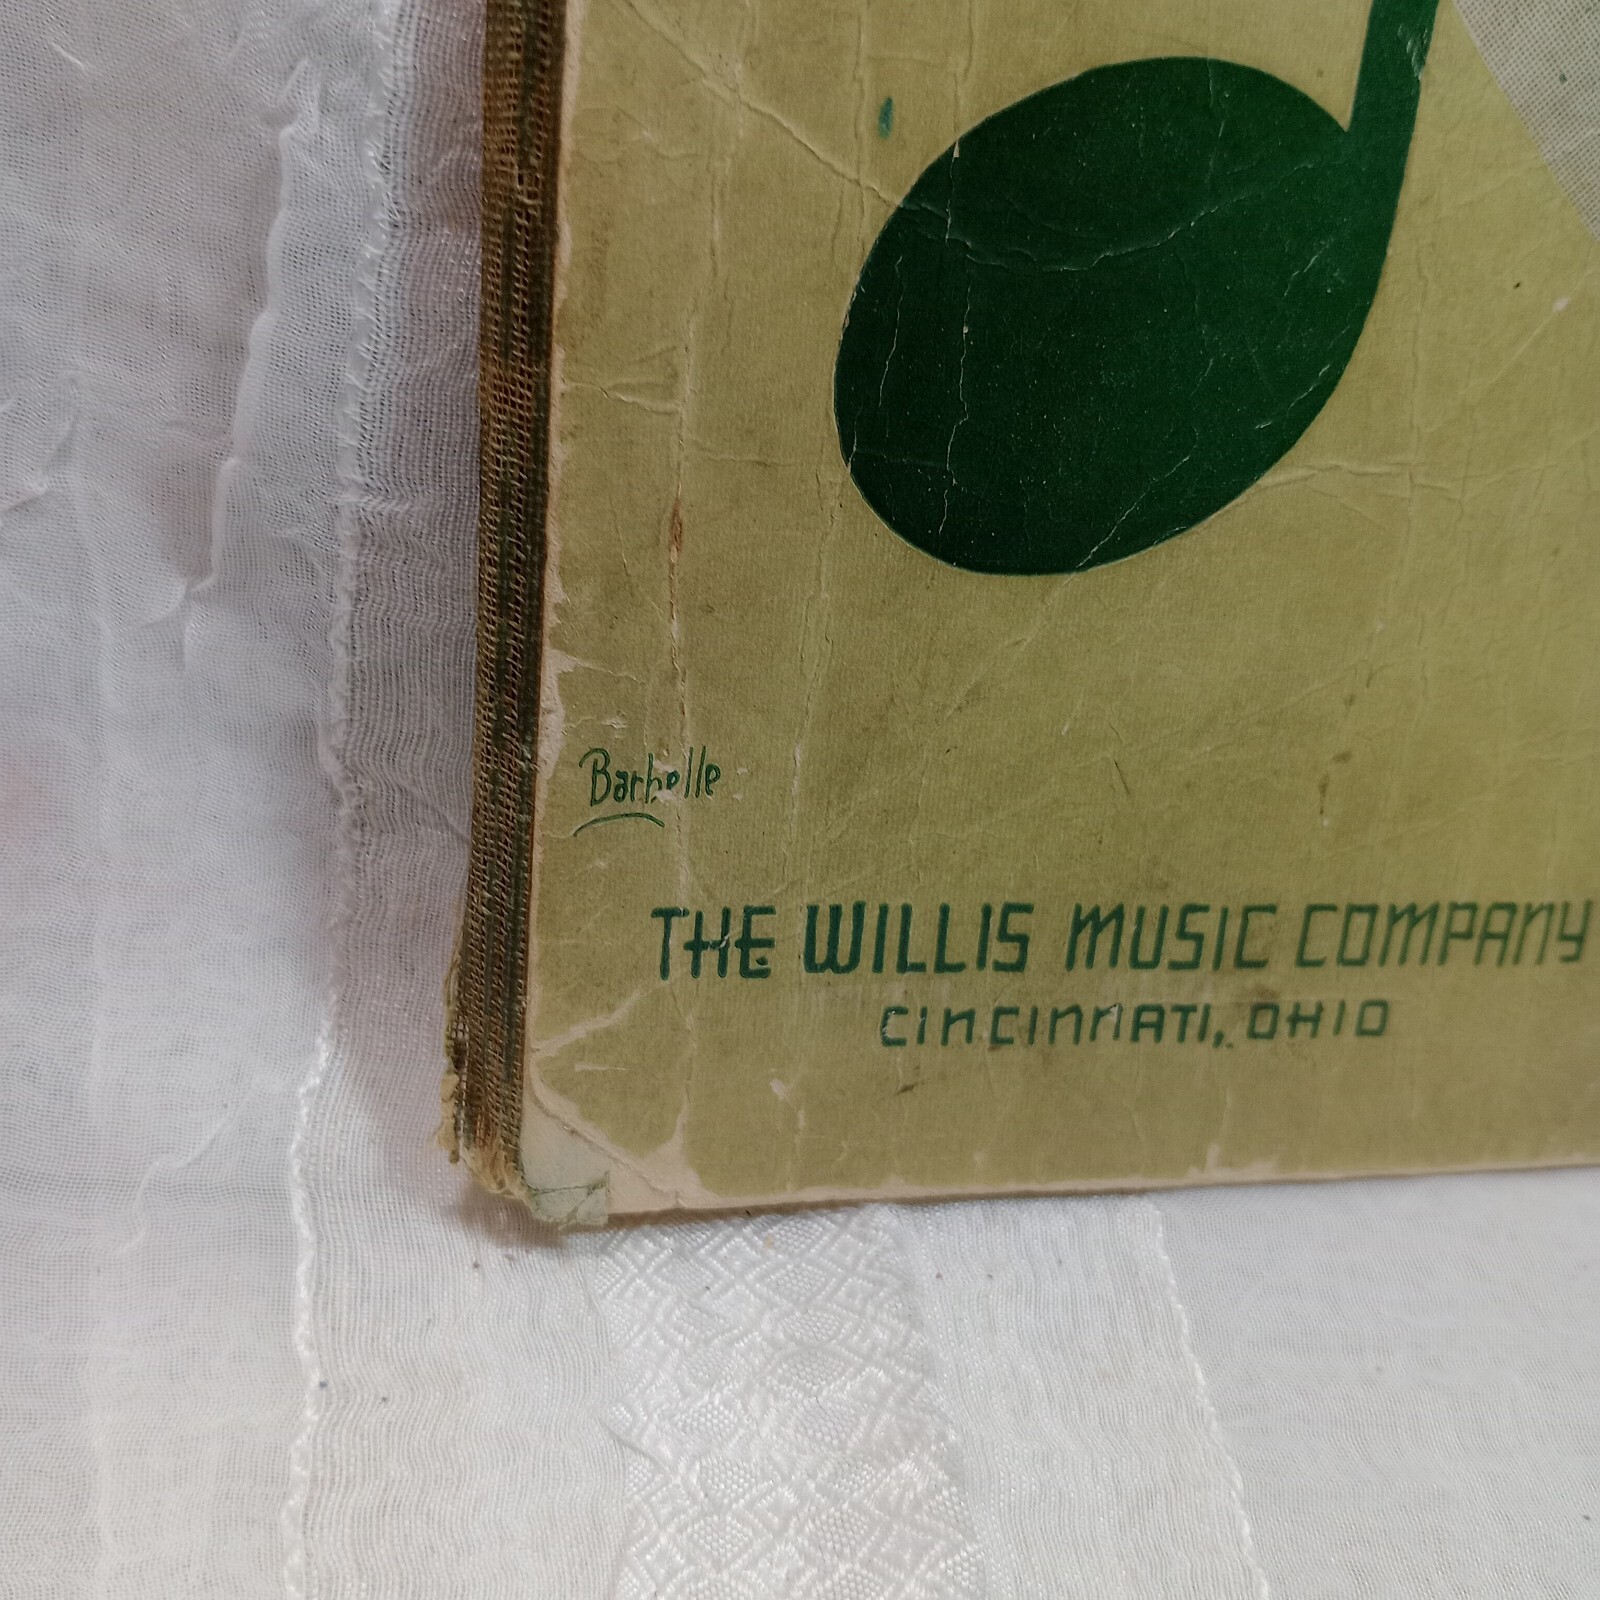 Barbelle
THE WILLIS MUSIC COMPANY
CINCINNATI, OHIO